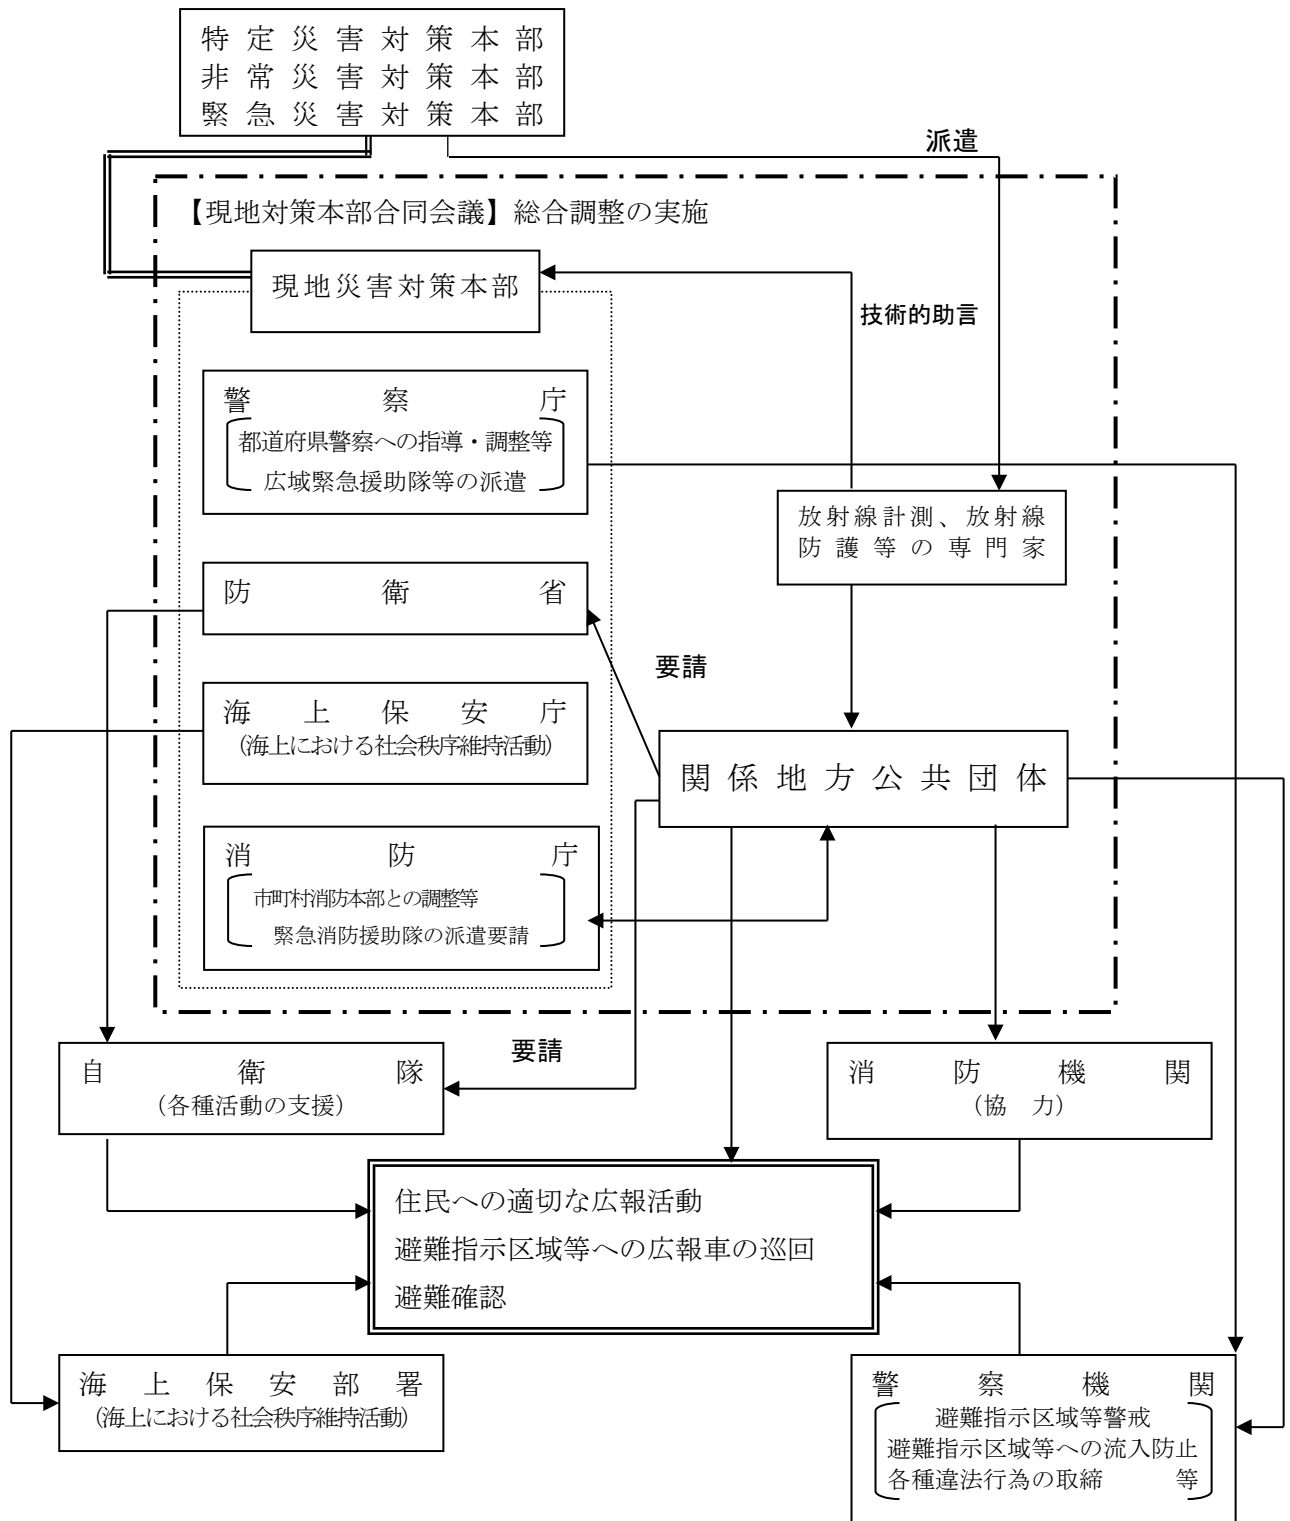 特定災害対策本部
非常災害対策本部
緊急災害対策本部
派遣
【現地対策本部合同会議】総合調整の実施
現地災害対策本部
技術的助言
警察庁
都道府県警察への指導・調整等
広域緊急援助隊等の派遣
放射線計測、放射線
防護等の専門家
防衛省
要請
海上保安庁
(海上における社会秩序維持活動)
関係地方公共団体
消防庁
市町村消防本部との調整等
緊急消防援助隊の派遣要請
要請
自衛隊
(各種活動の支援)
消防機関
(協 力)
住民への適切な広報活動
避難指示区域等への広報車の巡回
避難確認
海上保安部署
(海上における社会秩序維持活動)
警察機関
避難指示区域等警戒
避難指示区域等への流入防止
各種違法行為の取締 等